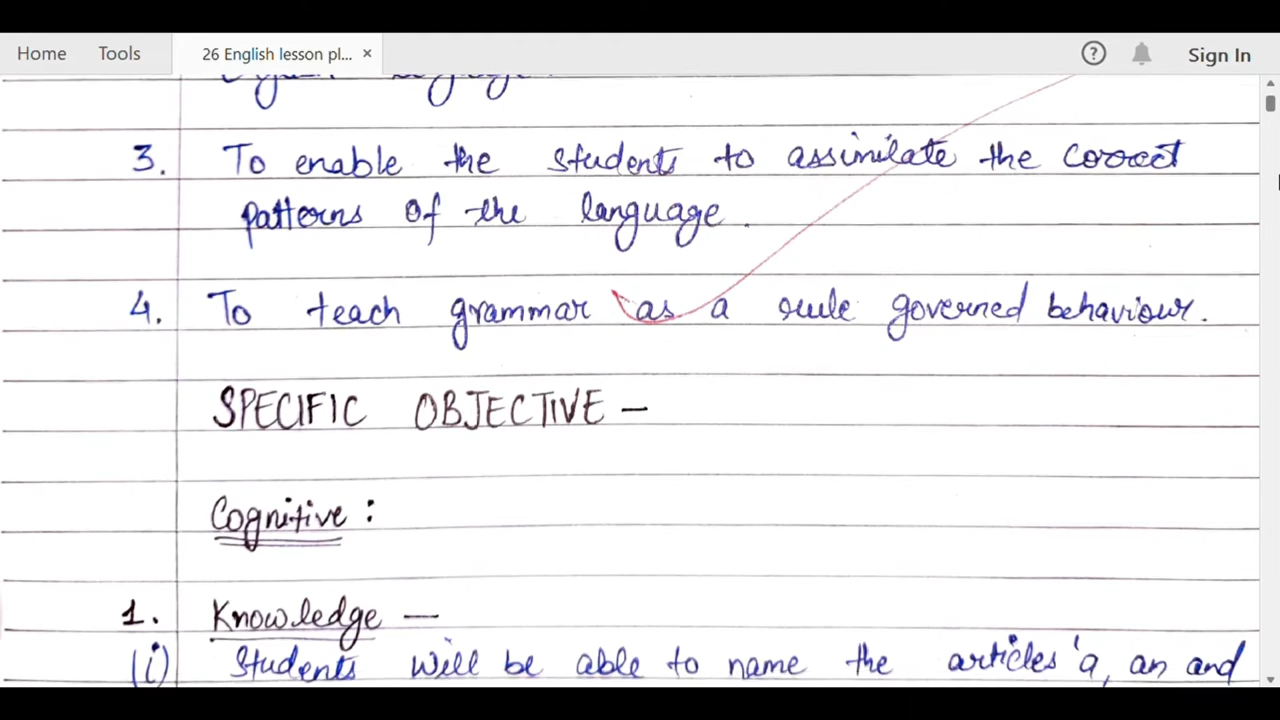 Home Tools 26 English lesson pl... × ? Sign In
3. To enable the students to assimilate the correct
patterns of the language.
4. To teach grammar as a rule governed behaviour.
SPECIFIC OBJECTIVE —
Cognitive :
1. Knowledge —
(i) Students will be able to name the articles 'a, an and